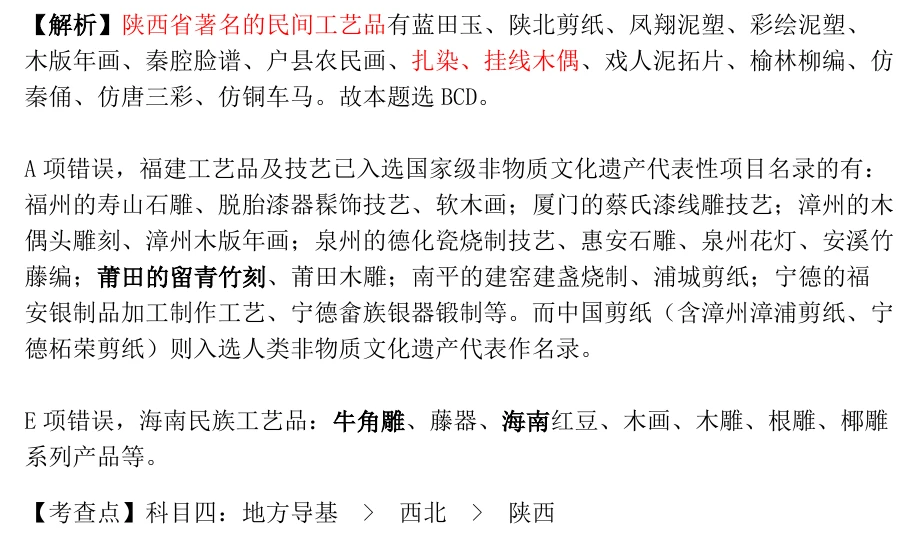 【解析】陕西省著名的民间工艺品有蓝田玉、陕北剪纸、凤翔泥塑、彩绘泥塑、
木版年画、秦腔脸谱、户县农民画、扎染、挂线木偶、戏人泥拓片、榆林柳编、仿
秦俑、仿唐三彩、仿铜车马。故本题选 BCD。
A 项错误，福建工艺品及技艺已入选国家级非物质文化遗产代表性项目名录的有：
福州的寿山石雕、脱胎漆器髹饰技艺、软木画；厦门的蔡氏漆线雕技艺；漳州的木
偶头雕刻、漳州木版年画；泉州的德化瓷烧制技艺、惠安石雕、泉州花灯、安溪竹
藤编；莆田的留青竹刻、莆田木雕；南平的建窑建盏烧制、浦城剪纸；宁德的福
安银制品加工制作工艺、宁德畲族银器锻制等。而中国剪纸（含漳州漳浦剪纸、宁
德柘荣剪纸）则入选人类非物质文化遗产代表作名录。
E 项错误，海南民族工艺品：牛角雕、藤器、海南红豆、木画、木雕、根雕、椰雕
系列产品等。
【考查点】科目四：地方导基 > 西北 > 陕西